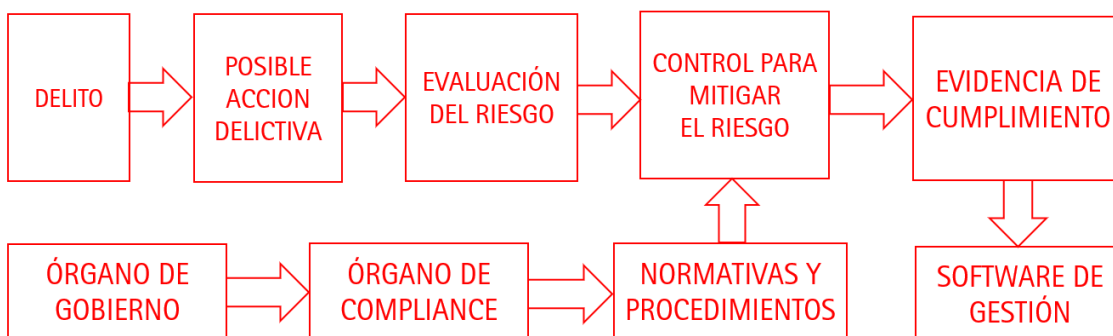 DELITO
POSIBLE
ACCION
DELICTIVA
EVALUACIÓN
DEL RIESGO
CONTROL PARA
MITIGAR
EL RIESGO
EVIDENCIA DE
CUMPLIMIENTO
ÓRGANO DE
GOBIERNO
ÓRGANO DE
COMPLIANCE
NORMATIVAS Y
PROCEDIMIENTOS
SOFTWARE DE
GESTIÓN